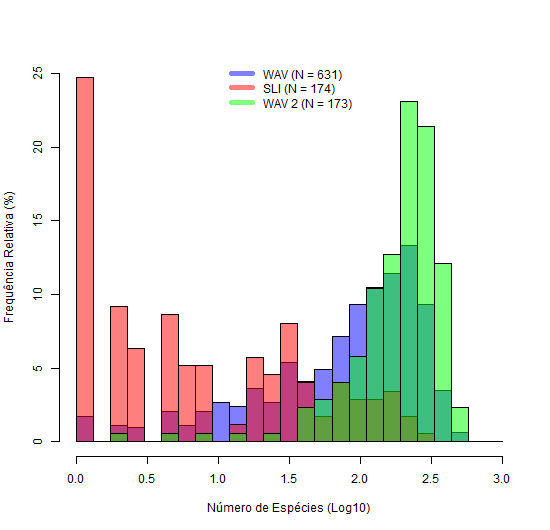 WAV (N = 631)
SLI (N = 174)
WAV 2 (N = 173)
25
20
15
10
5
0
Frequência Relativa (%)
0.0 0.5 1.0 1.5 2.0 2.5 3.0
Número de Espécies (Log10)